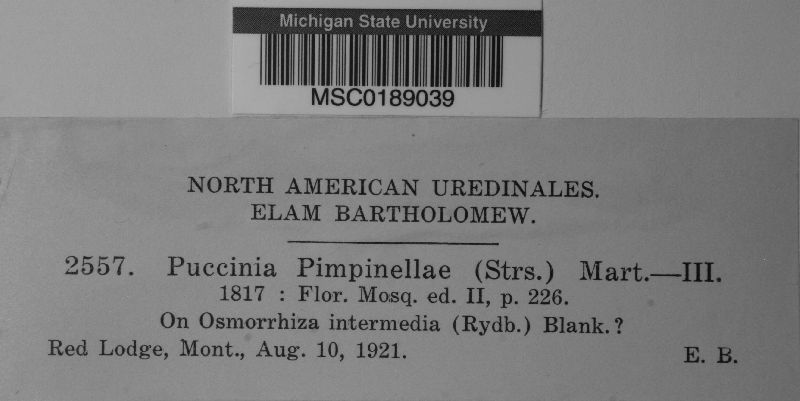 Michigan State University
MSC0189039
NORTH AMERICAN UREDINALES.
ELAM BARTHOLOMEW.
2557. Puccinia Pimpinellae (Strs.) Mart.—III.
1817 : Flor. Mosq. ed. II, p. 226.
On Osmorrhiza intermedia (Rydb.) Blank.?
Red Lodge, Mont., Aug. 10, 1921. E. B.